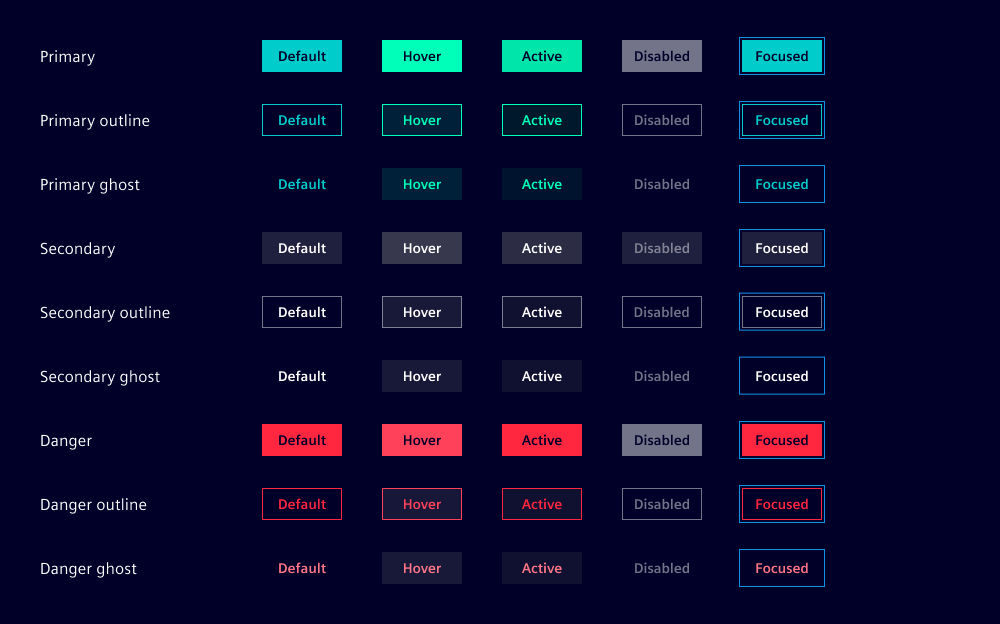 Primary Default Hover Active Disabled Focused
Primary outline Default Hover Active Disabled Focused
Primary ghost Default Hover Active Disabled Focused
Secondary Default Hover Active Disabled Focused
Secondary outline Default Hover Active Disabled Focused
Secondary ghost Default Hover Active Disabled Focused
Danger Default Hover Active Disabled Focused
Danger outline Default Hover Active Disabled Focused
Danger ghost Default Hover Active Disabled Focused